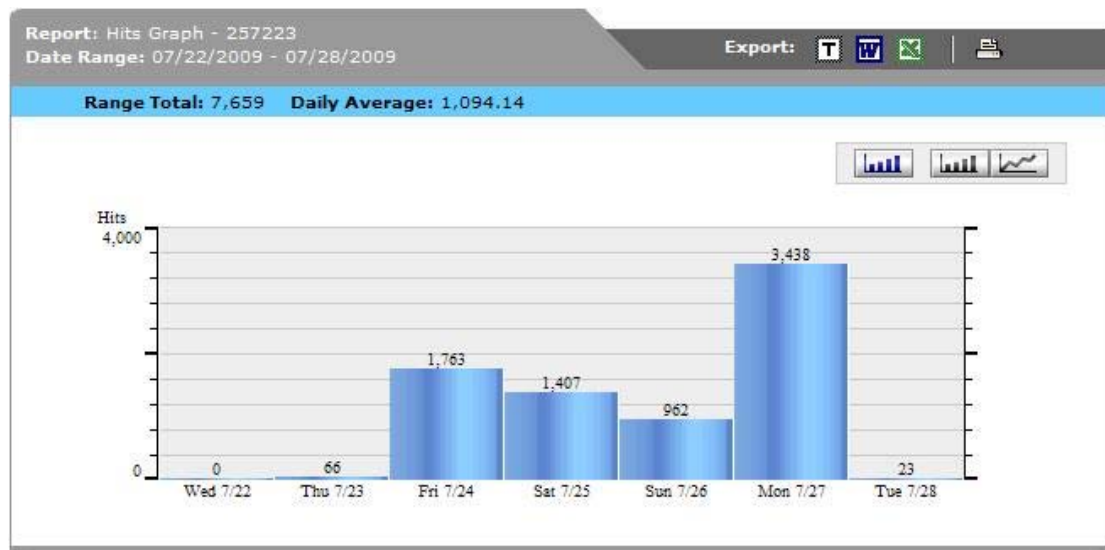 Report: Hits Graph - 257223
Date Range: 07/22/2009 - 07/28/2009
Export: T W X
Range Total: 7,659 Daily Average: 1,094.14
Hits
4,000
3,438
1,763
1,407
962
0 0 66 23
Wed 7/22 Thu 7/23 Fri 7/24 Sat 7/25 Sun 7/26 Mon 7/27 Tue 7/28